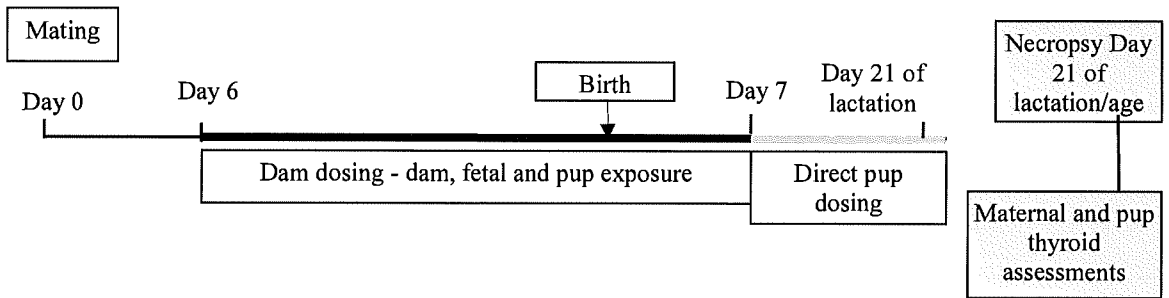 Mating
Day 0
Day 6
Birth
Day 7
Day 21 of
lactation
Necropsy Day
21 of
lactation/age
Dam dosing - dam, fetal and pup exposure
Direct pup
dosing
Maternal and pup
thyroid
assessments